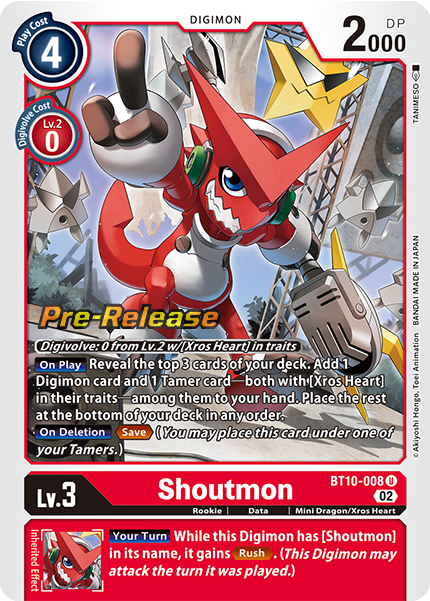 DIGIMON
Play Cost
4
DP
2000
Digivolve Cost
Lv.2
0
TANIMESO
© Akiyoshi Hongo, Toei Animation BANDAI MADE IN JAPAN
Pre-Release
Digivolve: 0 from Lv.2 w/[Xros Heart] in traits
On Play Reveal the top 3 cards of your deck. Add 1
Digimon card and 1 Tamer card—both with [Xros Heart]
in their traits—among them to your hand. Place the rest
at the bottom of your deck in any order.
On Deletion Save (You may place this card under one of
your Tamers.)
BT10-008 U
Lv.3
Shoutmon
02
Rookie | Data | Mini Dragon/Xros Heart
Inherited Effect
Your Turn While this Digimon has [Shoutmon]
in its name, it gains Rush. (This Digimon may
attack the turn it was played.)